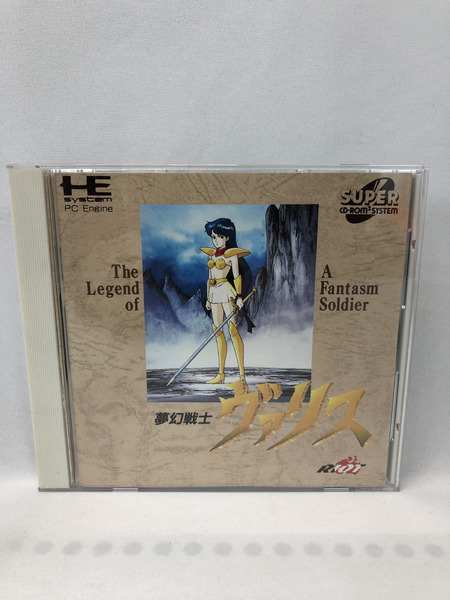 HE
system
PC Engine
SUPER
CD-ROM² SYSTEM
The
Legend
of
A
Fantasm
Soldier
夢幻戦士
ヴァリス
RIOT